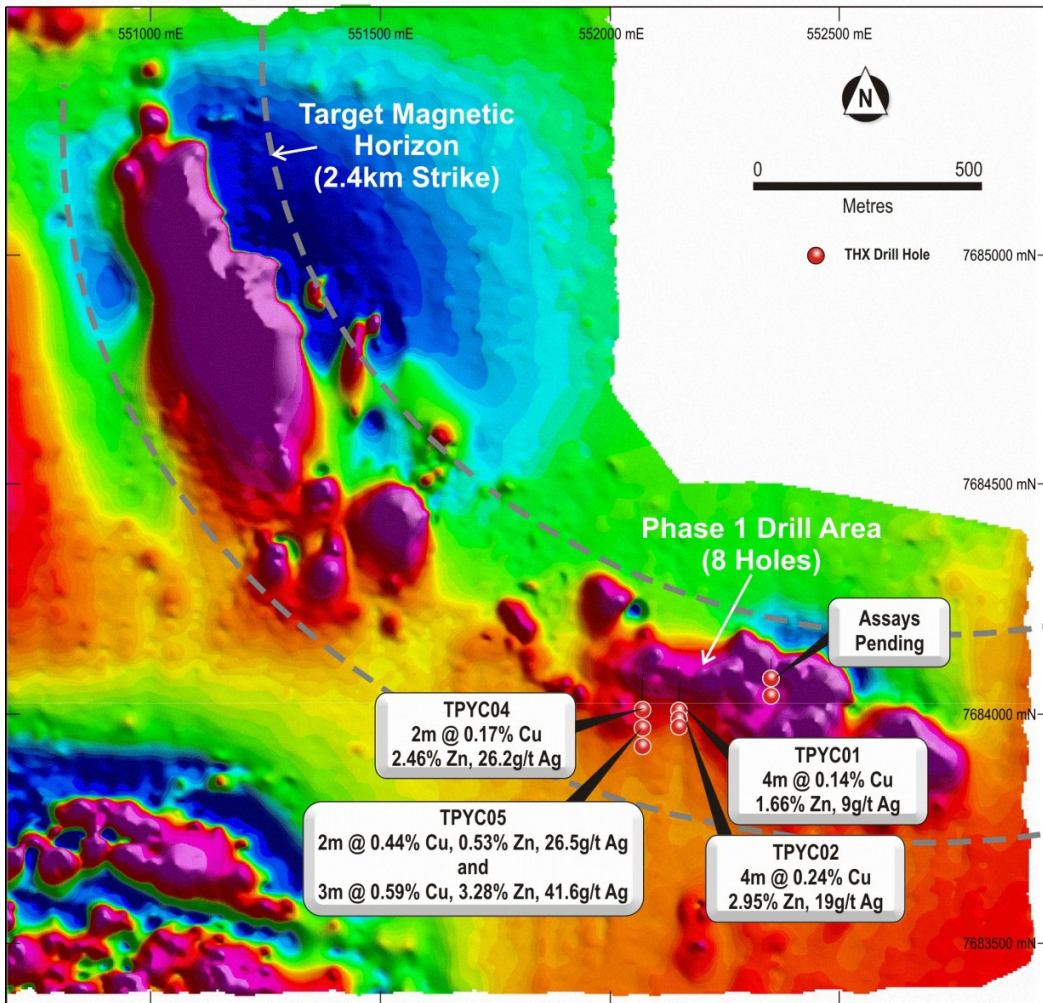 551000 mE
551500 mE
552000 mE
552500 mE
Target Magnetic
Horizon
(2.4km Strike)
N
0
500
Metres
THX Drill Hole
7685000 mN
7684500 mN
Phase 1 Drill Area
(8 Holes)
Assays
Pending
7684000 mN
TPYC04
2m @ 0.17% Cu
2.46% Zn, 26.2g/t Ag
TPYC01
4m @ 0.14% Cu
1.66% Zn, 9g/t Ag
TPYC05
2m @ 0.44% Cu, 0.53% Zn, 26.5g/t Ag
and
3m @ 0.59% Cu, 3.28% Zn, 41.6g/t Ag
TPYC02
4m @ 0.24% Cu
2.95% Zn, 19g/t Ag
7683500 mN